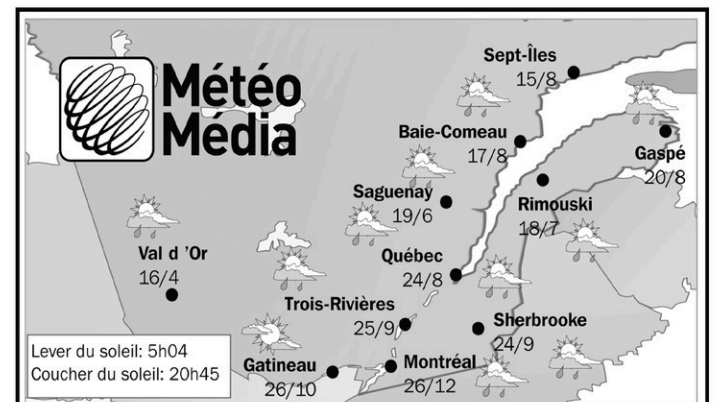 Météo
Média
Sept-Îles
15/8
Baie-Comeau
17/8
Gaspé
20/8
Saguenay
19/6
Rimouski
18/7
Val d 'Or
16/4
Québec
24/8
Trois-Rivières
25/9
Sherbrooke
24/9
Lever du soleil: 5h04
Coucher du soleil: 20h45
Gatineau
26/10
Montréal
26/12